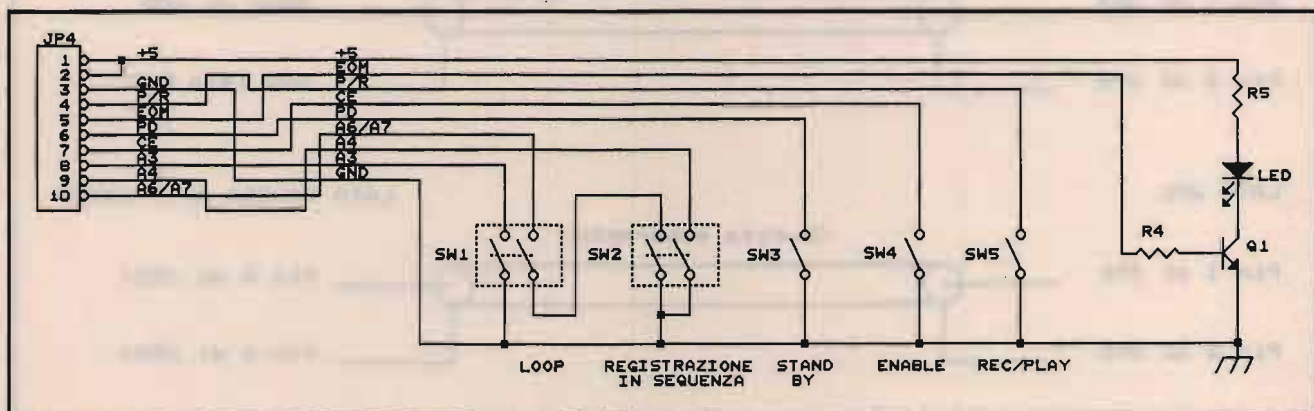 JP4
1 +5 +5
2 EOM
3 GND P/R
4 P/R CE
5 EOM PD
6 PD A6/A7
7 CE A4
8 A3 A3
9 A4 GND
10 A6/A7
R5
LED
R4
Q1
SW1
SW2
SW3
SW4
SW5
LOOP
REGISTRAZIONE
IN SEQUENZA
STAND
BY
ENABLE
REC/PLAY